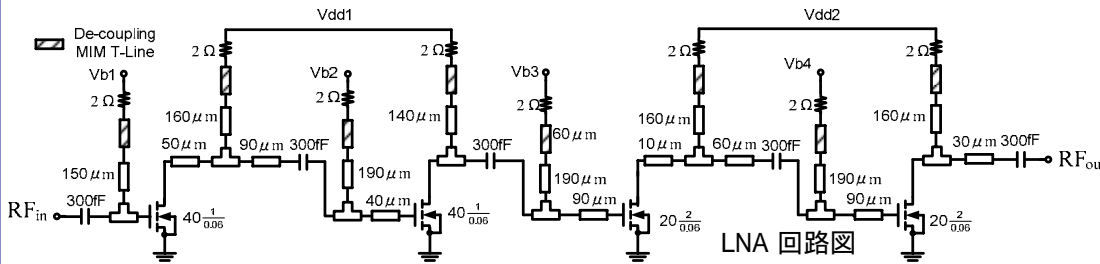 De-coupling
MIM T-Line
Vdd1
Vdd2
2 Ω
2 Ω
2 Ω
2 Ω
Vb1
Vb2
Vb3
Vb4
2 Ω
2 Ω
2 Ω
2 Ω
160μm
140μm
60μm
160μm
160μm
50μm
90μm
300fF
300fF
10μm
60μm
300fF
30μm
300fF
RFou
150μm
190μm
190μm
190μm
300fF
40μm
90μm
90μm
RFin
40 1/0.06
40 1/0.06
20 2/0.06
20 2/0.06
LNA 回路図